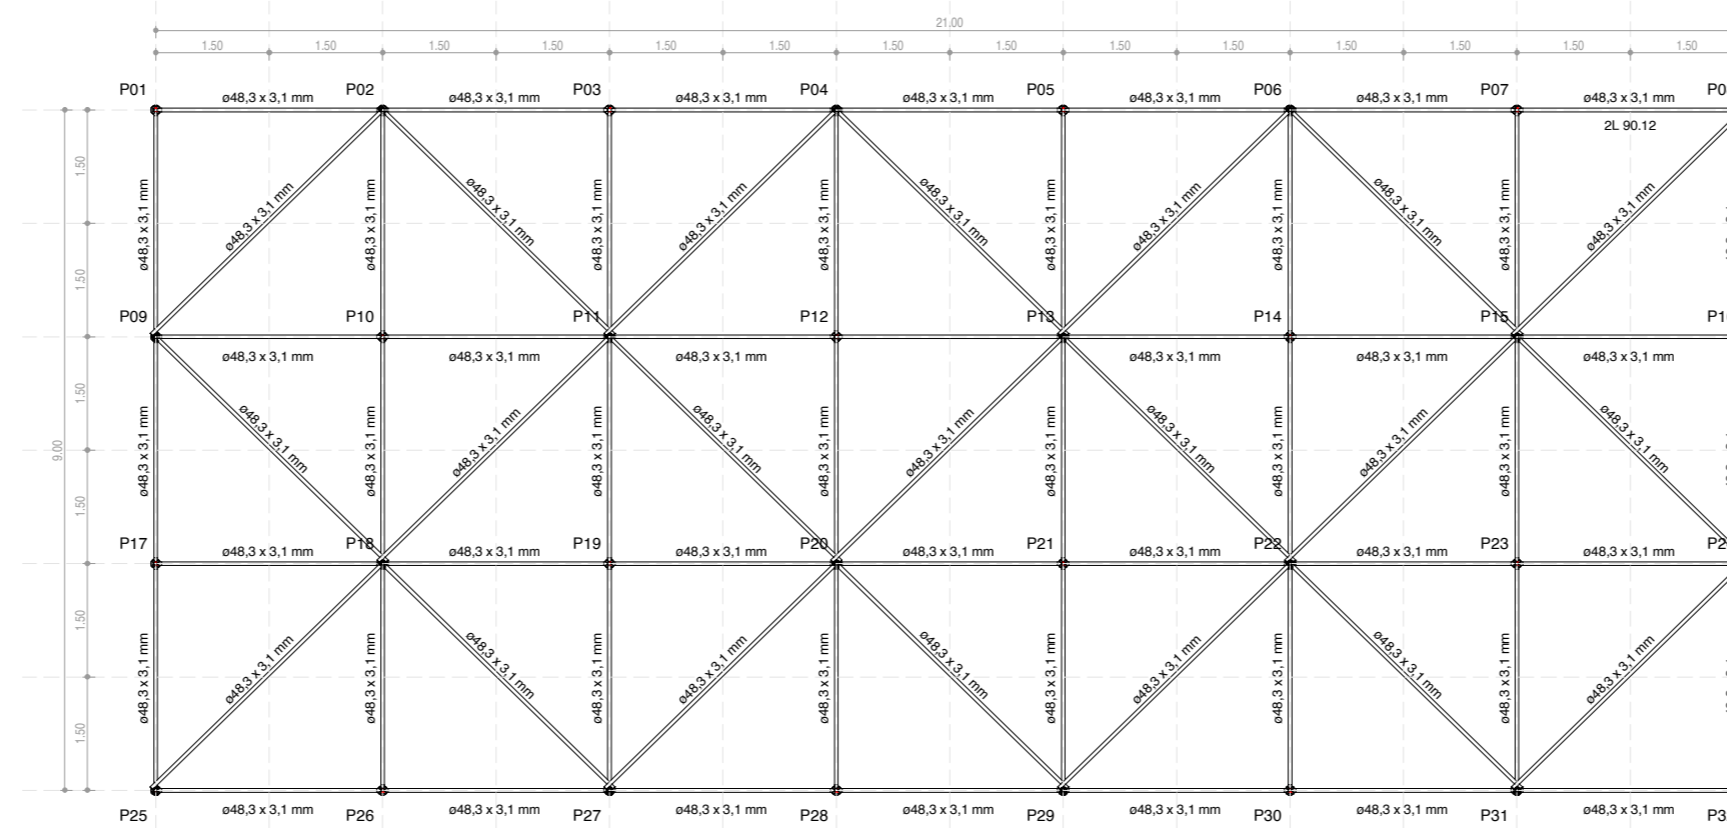 21.00
1.50 1.50 1.50 1.50 1.50 1.50 1.50 1.50 1.50 1.50 1.50 1.50 1.50 1.50
P01 P02 P03 P04 P05 P06 P07
ø48,3 x 3,1 mm ø48,3 x 3,1 mm ø48,3 x 3,1 mm ø48,3 x 3,1 mm ø48,3 x 3,1 mm ø48,3 x 3,1 mm ø48,3 x 3,1 mm
2L 90.12
1.50
ø48,3 x 3,1 mm ø48,3 x 3,1 mm ø48,3 x 3,1 mm ø48,3 x 3,1 mm ø48,3 x 3,1 mm ø48,3 x 3,1 mm ø48,3 x 3,1 mm ø48,3 x 3,1 mm ø48,3 x 3,1 mm ø48,3 x 3,1 mm ø48,3 x 3,1 mm ø48,3 x 3,1 mm ø48,3 x 3,1 mm ø48,3 x 3,1 mm
1.50
P09 P10 P11 P12 P13 P14 P15
ø48,3 x 3,1 mm ø48,3 x 3,1 mm ø48,3 x 3,1 mm ø48,3 x 3,1 mm ø48,3 x 3,1 mm ø48,3 x 3,1 mm
1.50
9.00
ø48,3 x 3,1 mm ø48,3 x 3,1 mm ø48,3 x 3,1 mm ø48,3 x 3,1 mm ø48,3 x 3,1 mm ø48,3 x 3,1 mm ø48,3 x 3,1 mm ø48,3 x 3,1 mm ø48,3 x 3,1 mm ø48,3 x 3,1 mm ø48,3 x 3,1 mm ø48,3 x 3,1 mm ø48,3 x 3,1 mm ø48,3 x 3,1 mm
1.50
P17 P18 P19 P20 P21 P22 P23
ø48,3 x 3,1 mm ø48,3 x 3,1 mm ø48,3 x 3,1 mm ø48,3 x 3,1 mm ø48,3 x 3,1 mm ø48,3 x 3,1 mm ø48,3 x 3,1 mm
1.50
ø48,3 x 3,1 mm ø48,3 x 3,1 mm ø48,3 x 3,1 mm ø48,3 x 3,1 mm ø48,3 x 3,1 mm ø48,3 x 3,1 mm ø48,3 x 3,1 mm ø48,3 x 3,1 mm ø48,3 x 3,1 mm ø48,3 x 3,1 mm ø48,3 x 3,1 mm ø48,3 x 3,1 mm ø48,3 x 3,1 mm ø48,3 x 3,1 mm
1.50
ø48,3 x 3,1 mm ø48,3 x 3,1 mm ø48,3 x 3,1 mm ø48,3 x 3,1 mm ø48,3 x 3,1 mm ø48,3 x 3,1 mm ø48,3 x 3,1 mm
P25 P26 P27 P28 P29 P30 P31